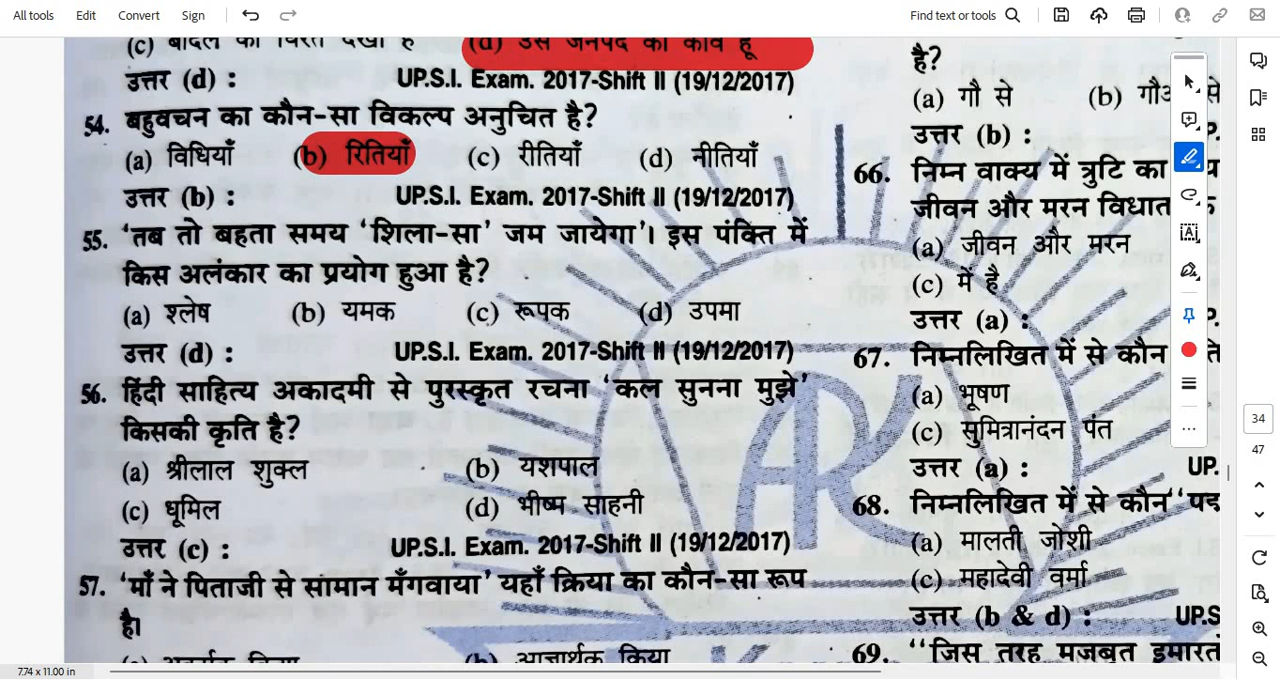 All tools Edit Convert Sign Find text or tools
(d) उस जनपद का कवि हूँ
उत्तर (d) : UP.S.I. Exam. 2017-Shift II (19/12/2017)
54. बहुवचन का कौन-सा विकल्प अनुचित है?
(a) विधियाँ (b) रितियाँ (c) रीतियाँ (d) नीतियाँ
उत्तर (b) : UP.S.I. Exam. 2017-Shift II (19/12/2017)
55. 'तब तो बहता समय 'शिला-सा' जम जायेगा'। इस पंक्ति में
किस अलंकार का प्रयोग हुआ है?
(a) श्लेष (b) यमक (c) रूपक (d) उपमा
उत्तर (d) : UP.S.I. Exam. 2017-Shift II (19/12/2017)
56. हिंदी साहित्य अकादमी से पुरस्कृत रचना 'कल सुनना मुझे'
किसकी कृति है?
(a) श्रीलाल शुक्ल (b) यशपाल
(c) धूमिल (d) भीष्म साहनी
उत्तर (c) : UP.S.I. Exam. 2017-Shift II (19/12/2017)
57. 'माँ ने पिताजी से सामान मँगवाया' यहाँ क्रिया का कौन-सा रूप
है।
(b) आज्ञार्थक क्रिया
है?
(a) गौ से (b)
उत्तर (b) :
66. निम्न वाक्य में त्रुटि का
जीवन और मरन
(a) जीवन और मरन
(c) में है
उत्तर (a) :
67. निम्नलिखित में से कौन
(a) भूषण
(c) सुमित्रानंदन पंत
उत्तर (a) : UP.
68. निम्नलिखित में से कौन "
(a) मालती जोशी
(c) महादेवी वर्मा
उत्तर (b & d) : UP.S
69. "जिस तरह मजबूत इमारत
AR
34
47
7.74 x 11.00 in